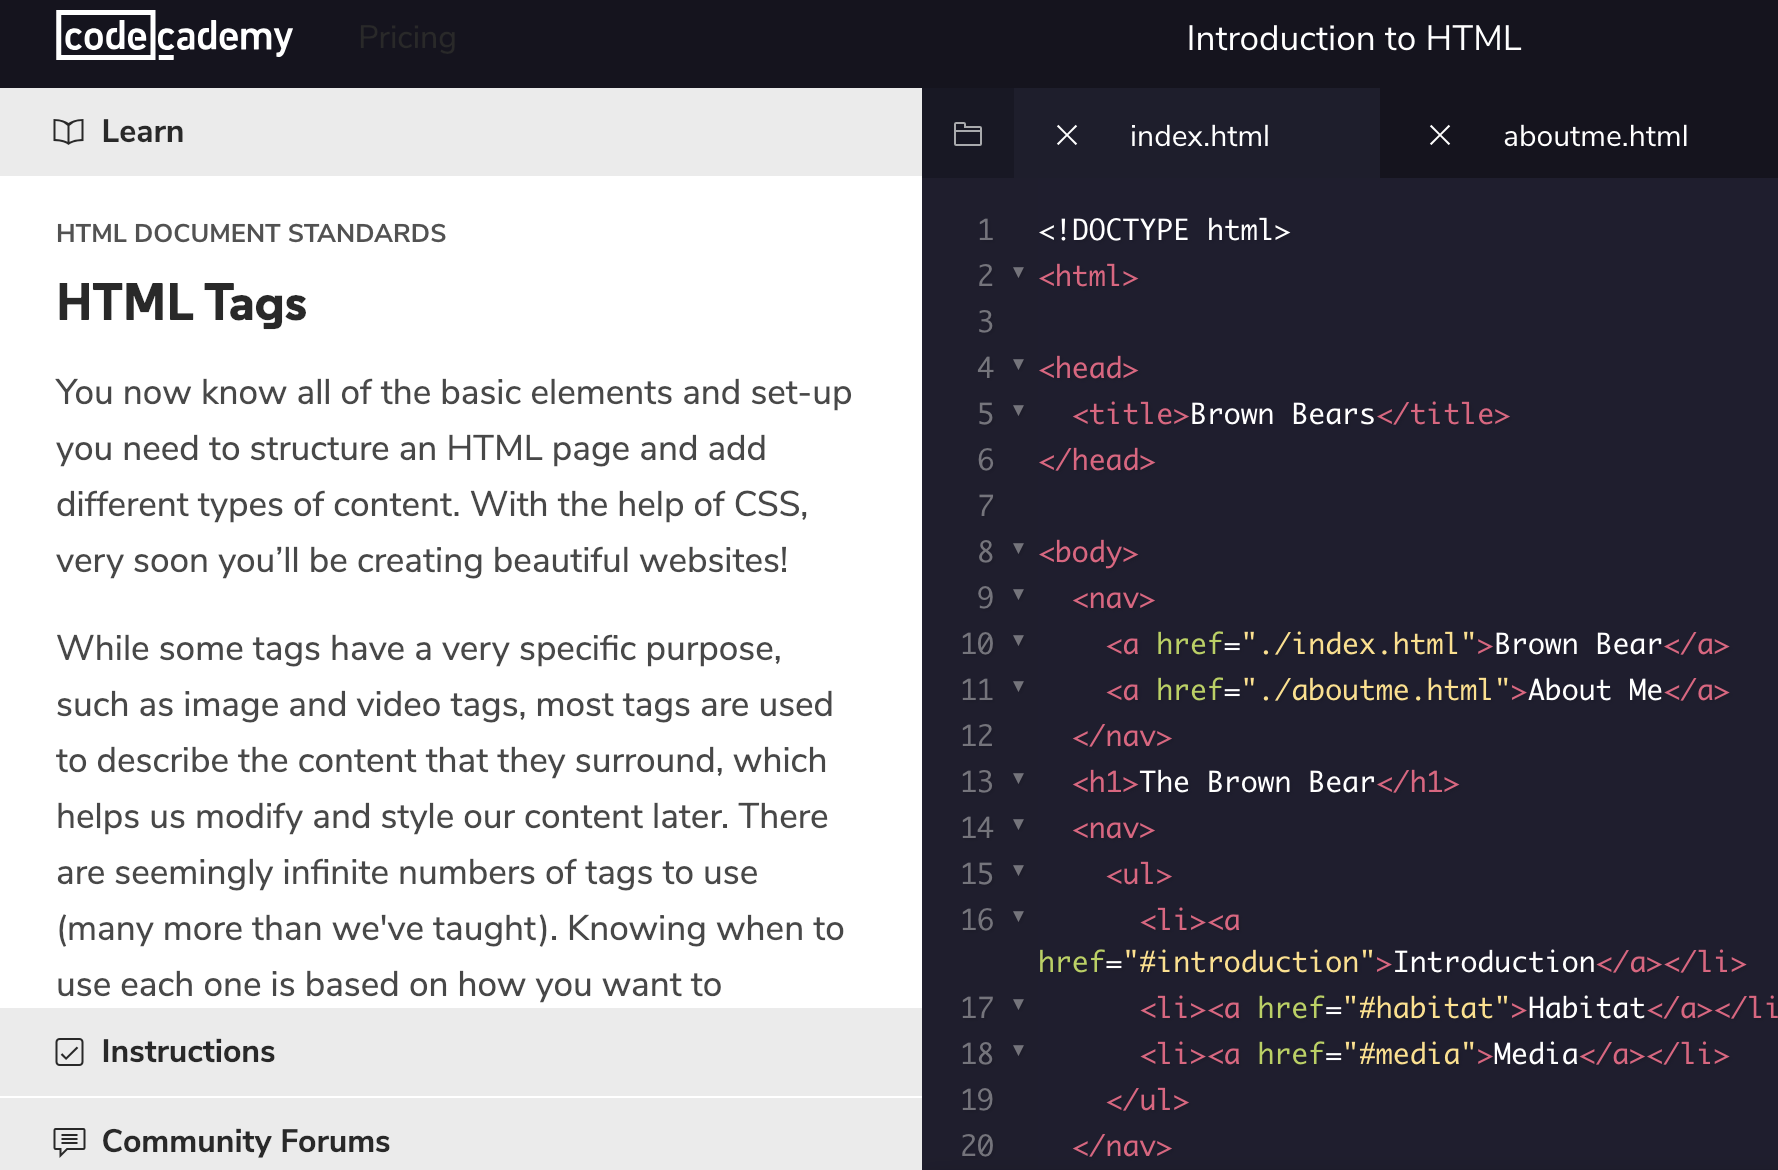 codecademy Pricing Introduction to HTML
Learn
HTML DOCUMENT STANDARDS
HTML Tags
You now know all of the basic elements and set-up
you need to structure an HTML page and add
different types of content. With the help of CSS,
very soon you’ll be creating beautiful websites!
While some tags have a very specific purpose,
such as image and video tags, most tags are used
to describe the content that they surround, which
helps us modify and style our content later. There
are seemingly infinite numbers of tags to use
(many more than we've taught). Knowing when to
use each one is based on how you want to
Instructions
Community Forums
index.html aboutme.html
1 <!DOCTYPE html>
2 <html>
3
4 <head>
5 <title>Brown Bears</title>
6 </head>
7
8 <body>
9 <nav>
10 <a href="./index.html">Brown Bear</a>
11 <a href="./aboutme.html">About Me</a>
12 </nav>
13 <h1>The Brown Bear</h1>
14 <nav>
15 <ul>
16 <li><a
href="#introduction">Introduction</a></li>
17 <li><a href="#habitat">Habitat</a></li
18 <li><a href="#media">Media</a></li>
19 </ul>
20 </nav>